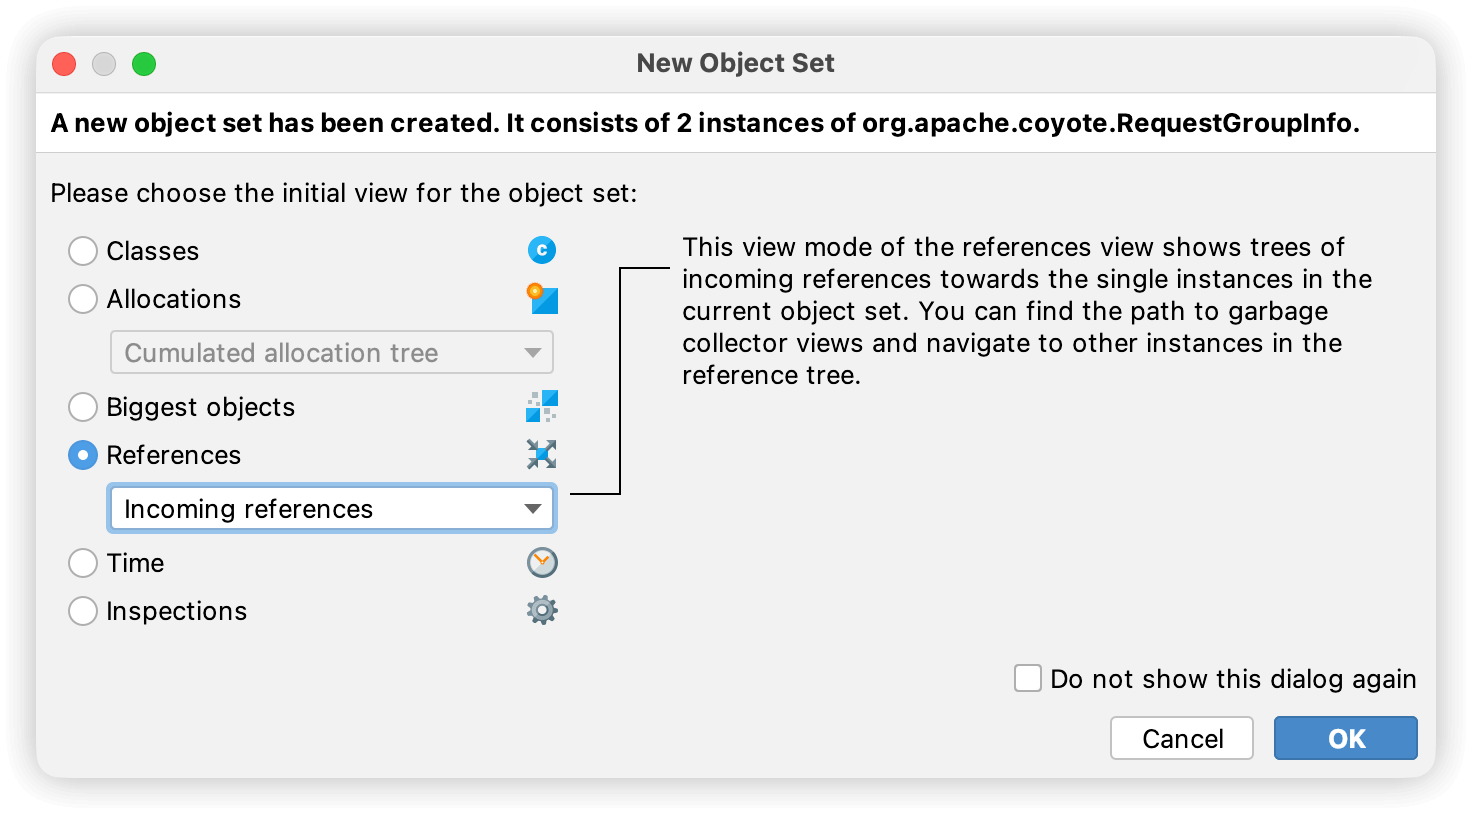 New Object Set
A new object set has been created. It consists of 2 instances of org.apache.coyote.RequestGroupInfo.
Please choose the initial view for the object set:
Classes
Allocations
Cumulated allocation tree
Biggest objects
References
Incoming references
Time
Inspections
This view mode of the references view shows trees of
incoming references towards the single instances in the
current object set. You can find the path to garbage
collector views and navigate to other instances in the
reference tree.
Do not show this dialog again
Cancel
OK